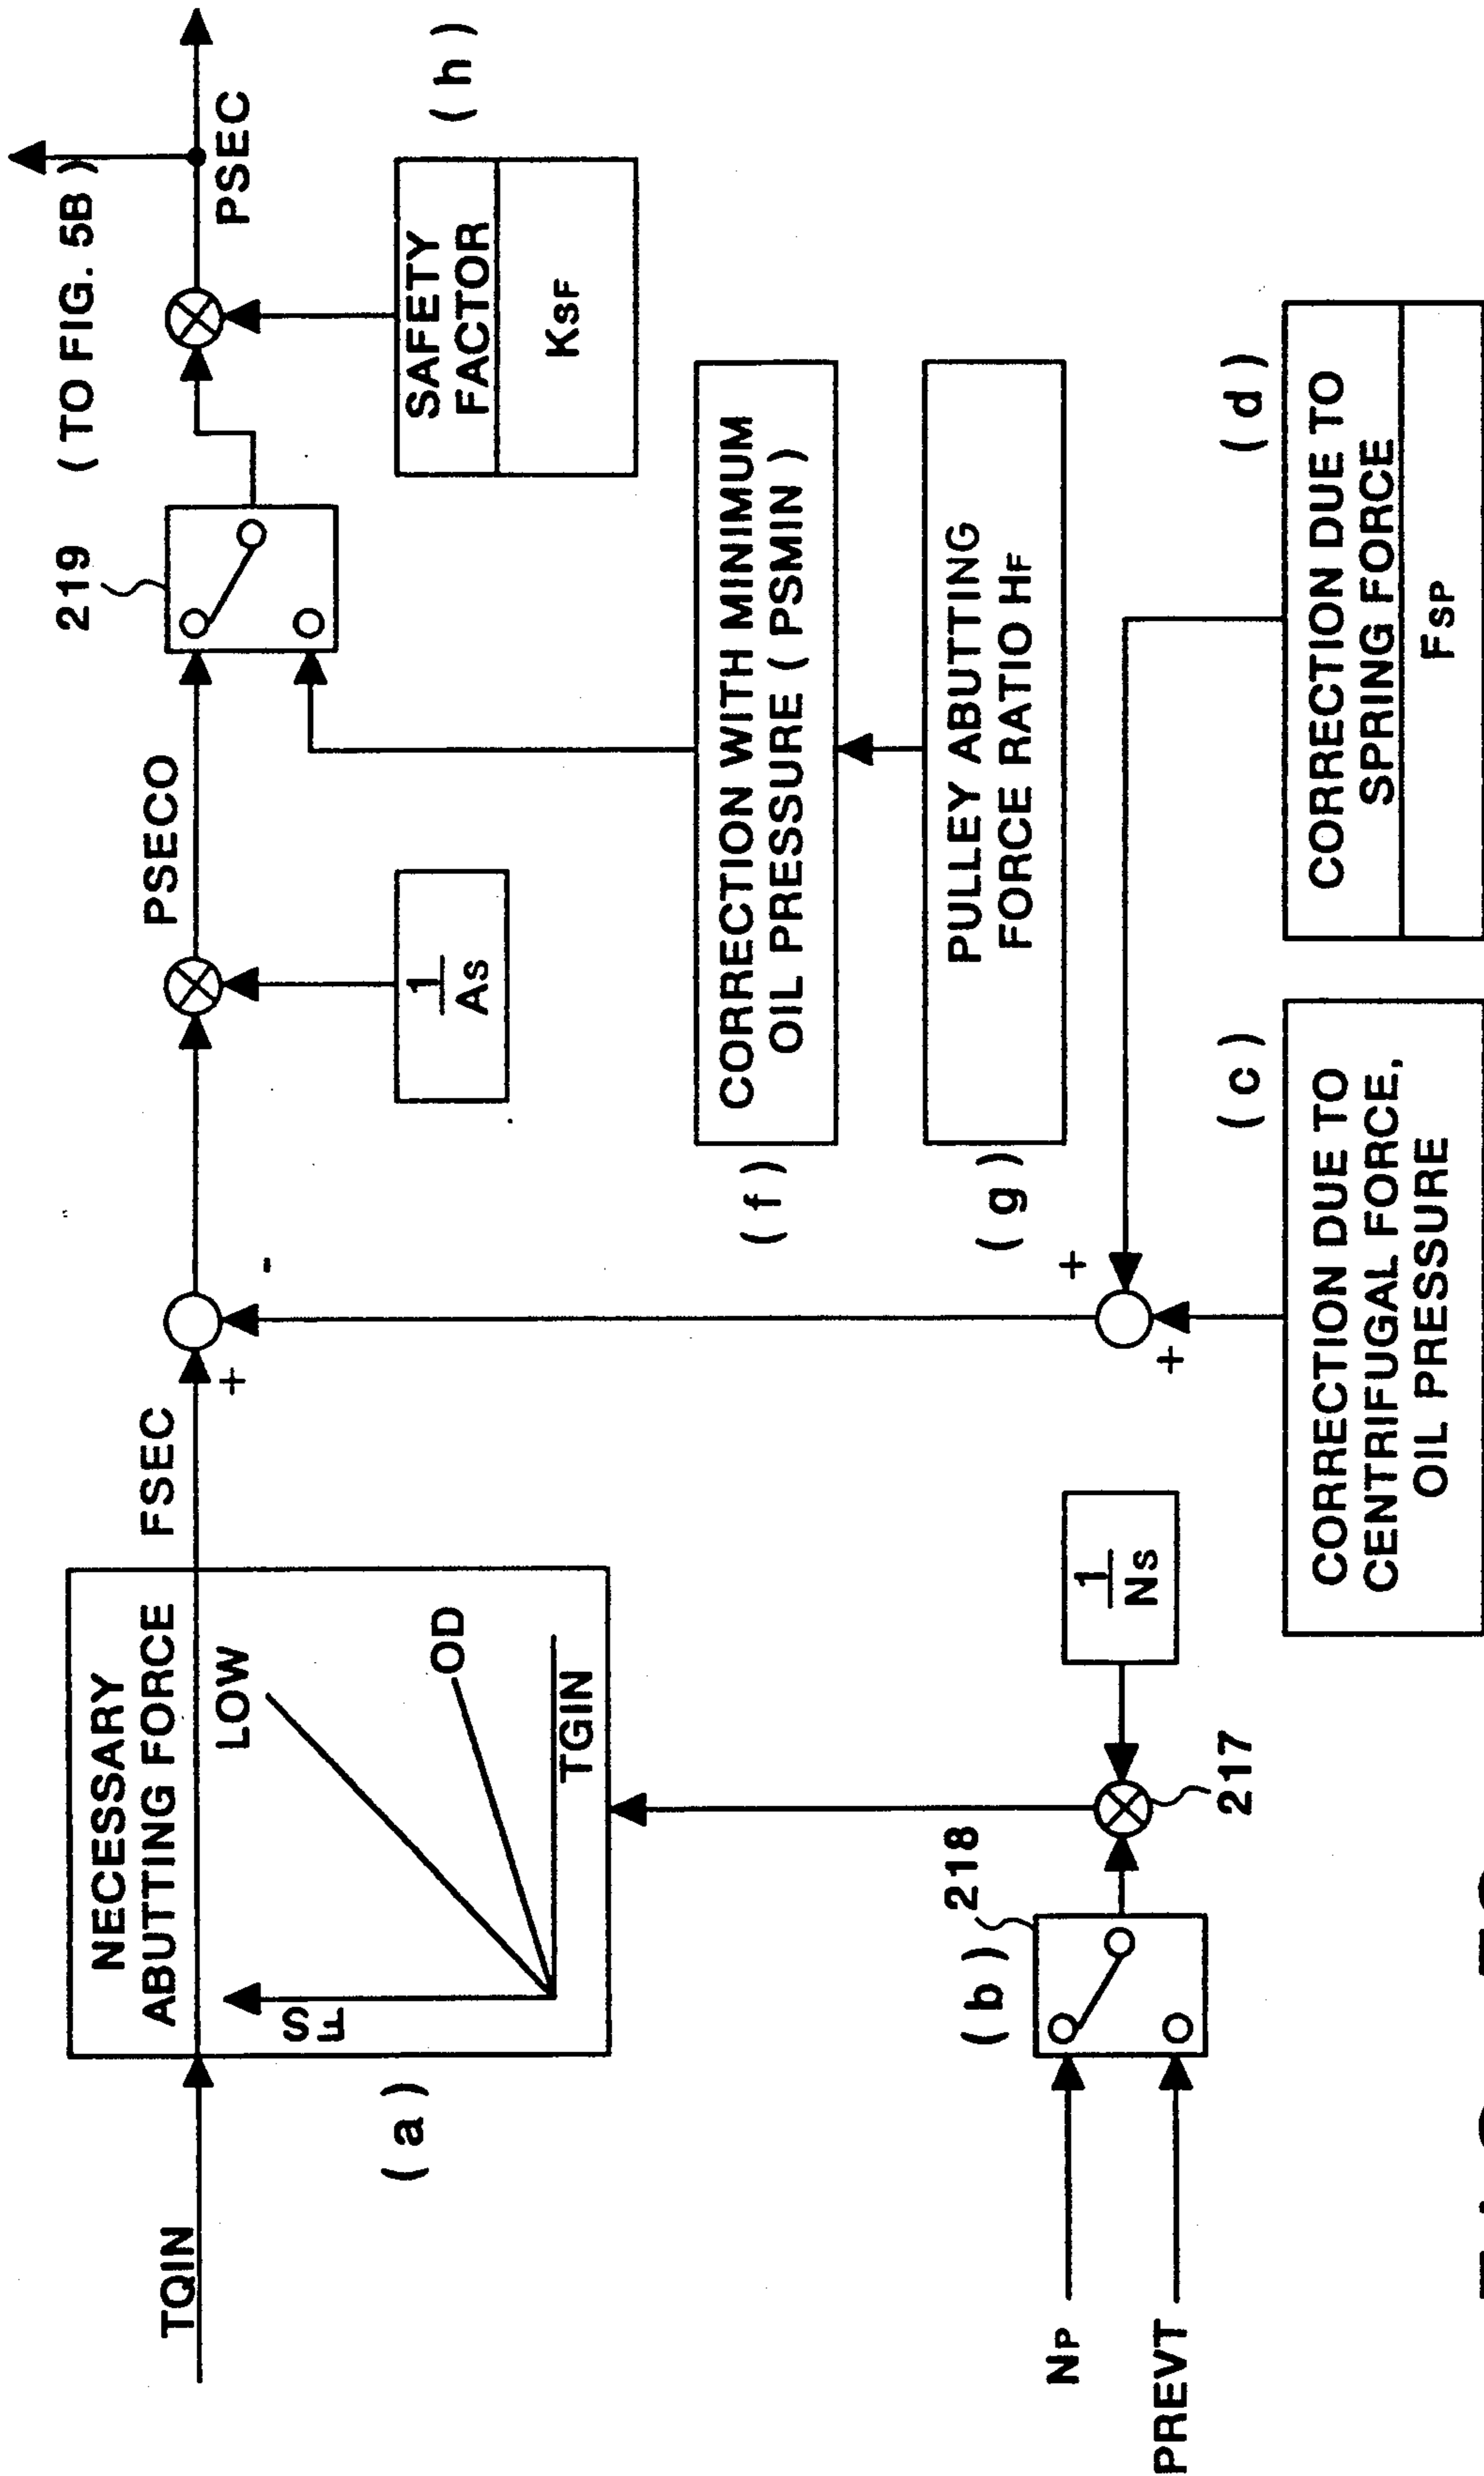 TQIN
( a )
NECESSARY
ABUTTING FORCE
FS
LOW
OD
TGIN
FSEC
+
-
1
As
PSECO
219
( TO FIG. 5B )
PSEC
SAFETY
FACTOR
KSF
( h )
( f )
CORRECTION WITH MINIMUM
OIL PRESSURE ( PSMIN )
( g )
PULLEY ABUTTING
FORCE RATIO HF
NP
PREVT
( b )
218
217
1
Ns
+
+
( c )
CORRECTION DUE TO
CENTRIFUGAL FORCE,
OIL PRESSURE
( d )
CORRECTION DUE TO
SPRING FORCE
FSP